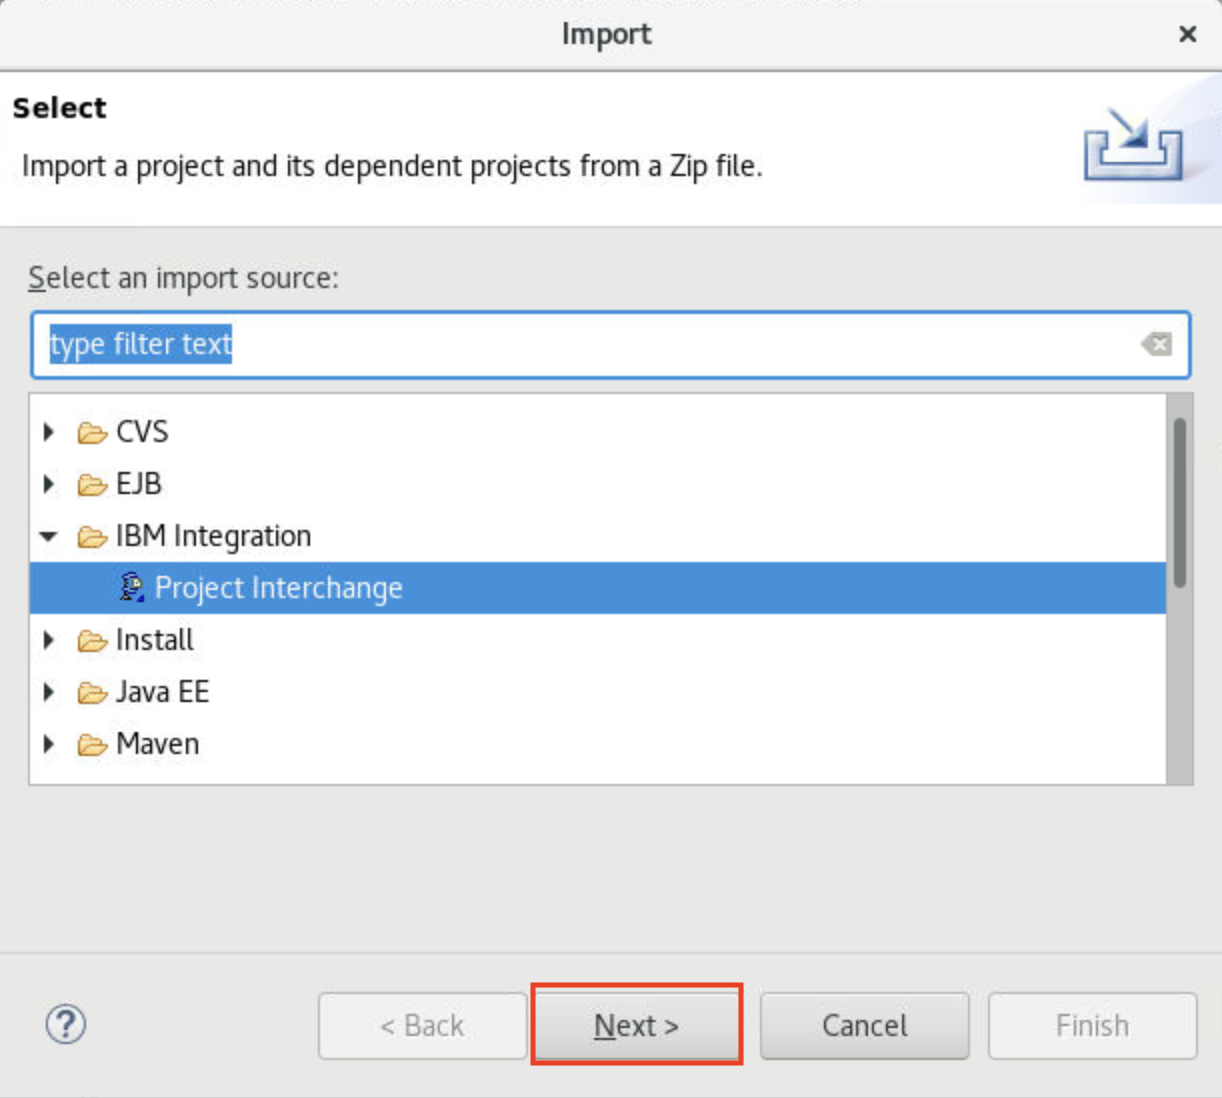 Import
Select
Import a project and its dependent projects from a Zip file.
Select an import source:
type filter text
CVS
EJB
IBM Integration
Project Interchange
Install
Java EE
Maven
?
< Back
Next >
Cancel
Finish